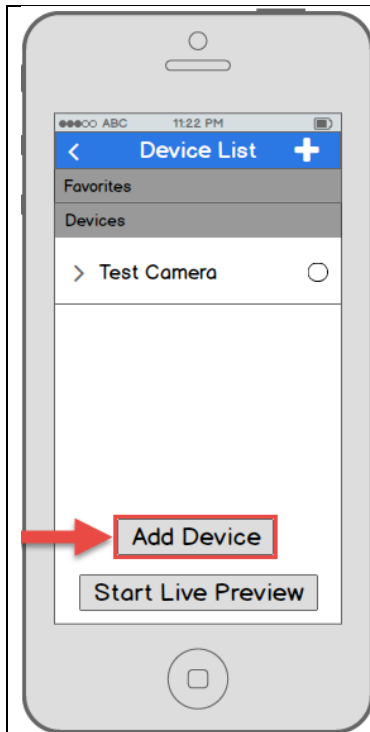 ABC 11:22 PM
Device List
Favorites
Devices
Test Camera
Add Device
Start Live Preview